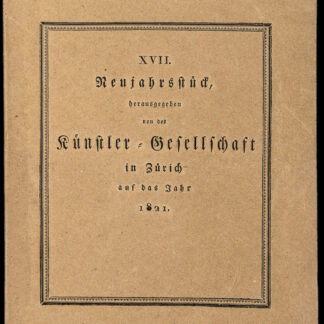 XVII.
Neujahrsstück,
herausgegeben
von der
Künstler-Gesellschaft
in Zürich
auf das Jahr
1821.